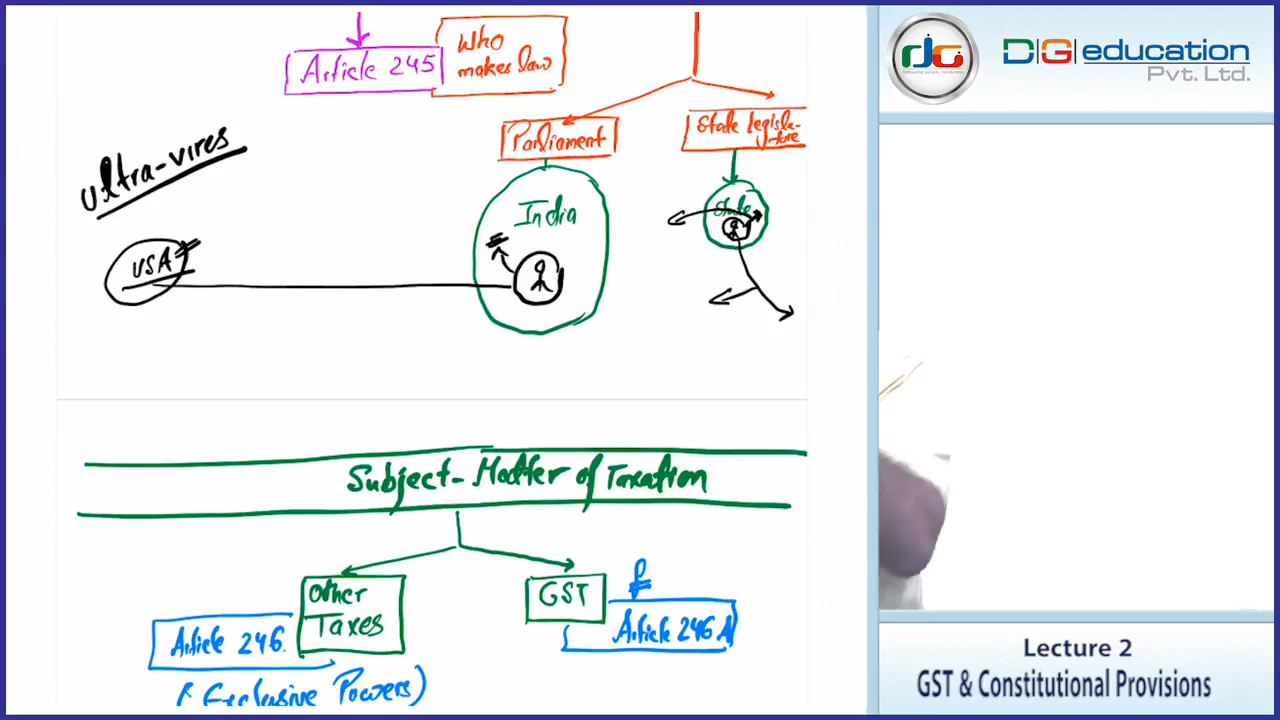 Article 245
Who
makes law
Parliament
State Legisla-
ture
Ultra-vires
India
State
USA
Subject-Matter of Taxation
Other
Taxes
GST
Article 246.
Article 246A
(Exclusive Powers)
DG education
Pvt. Ltd.
Lecture 2
GST & Constitutional Provisions